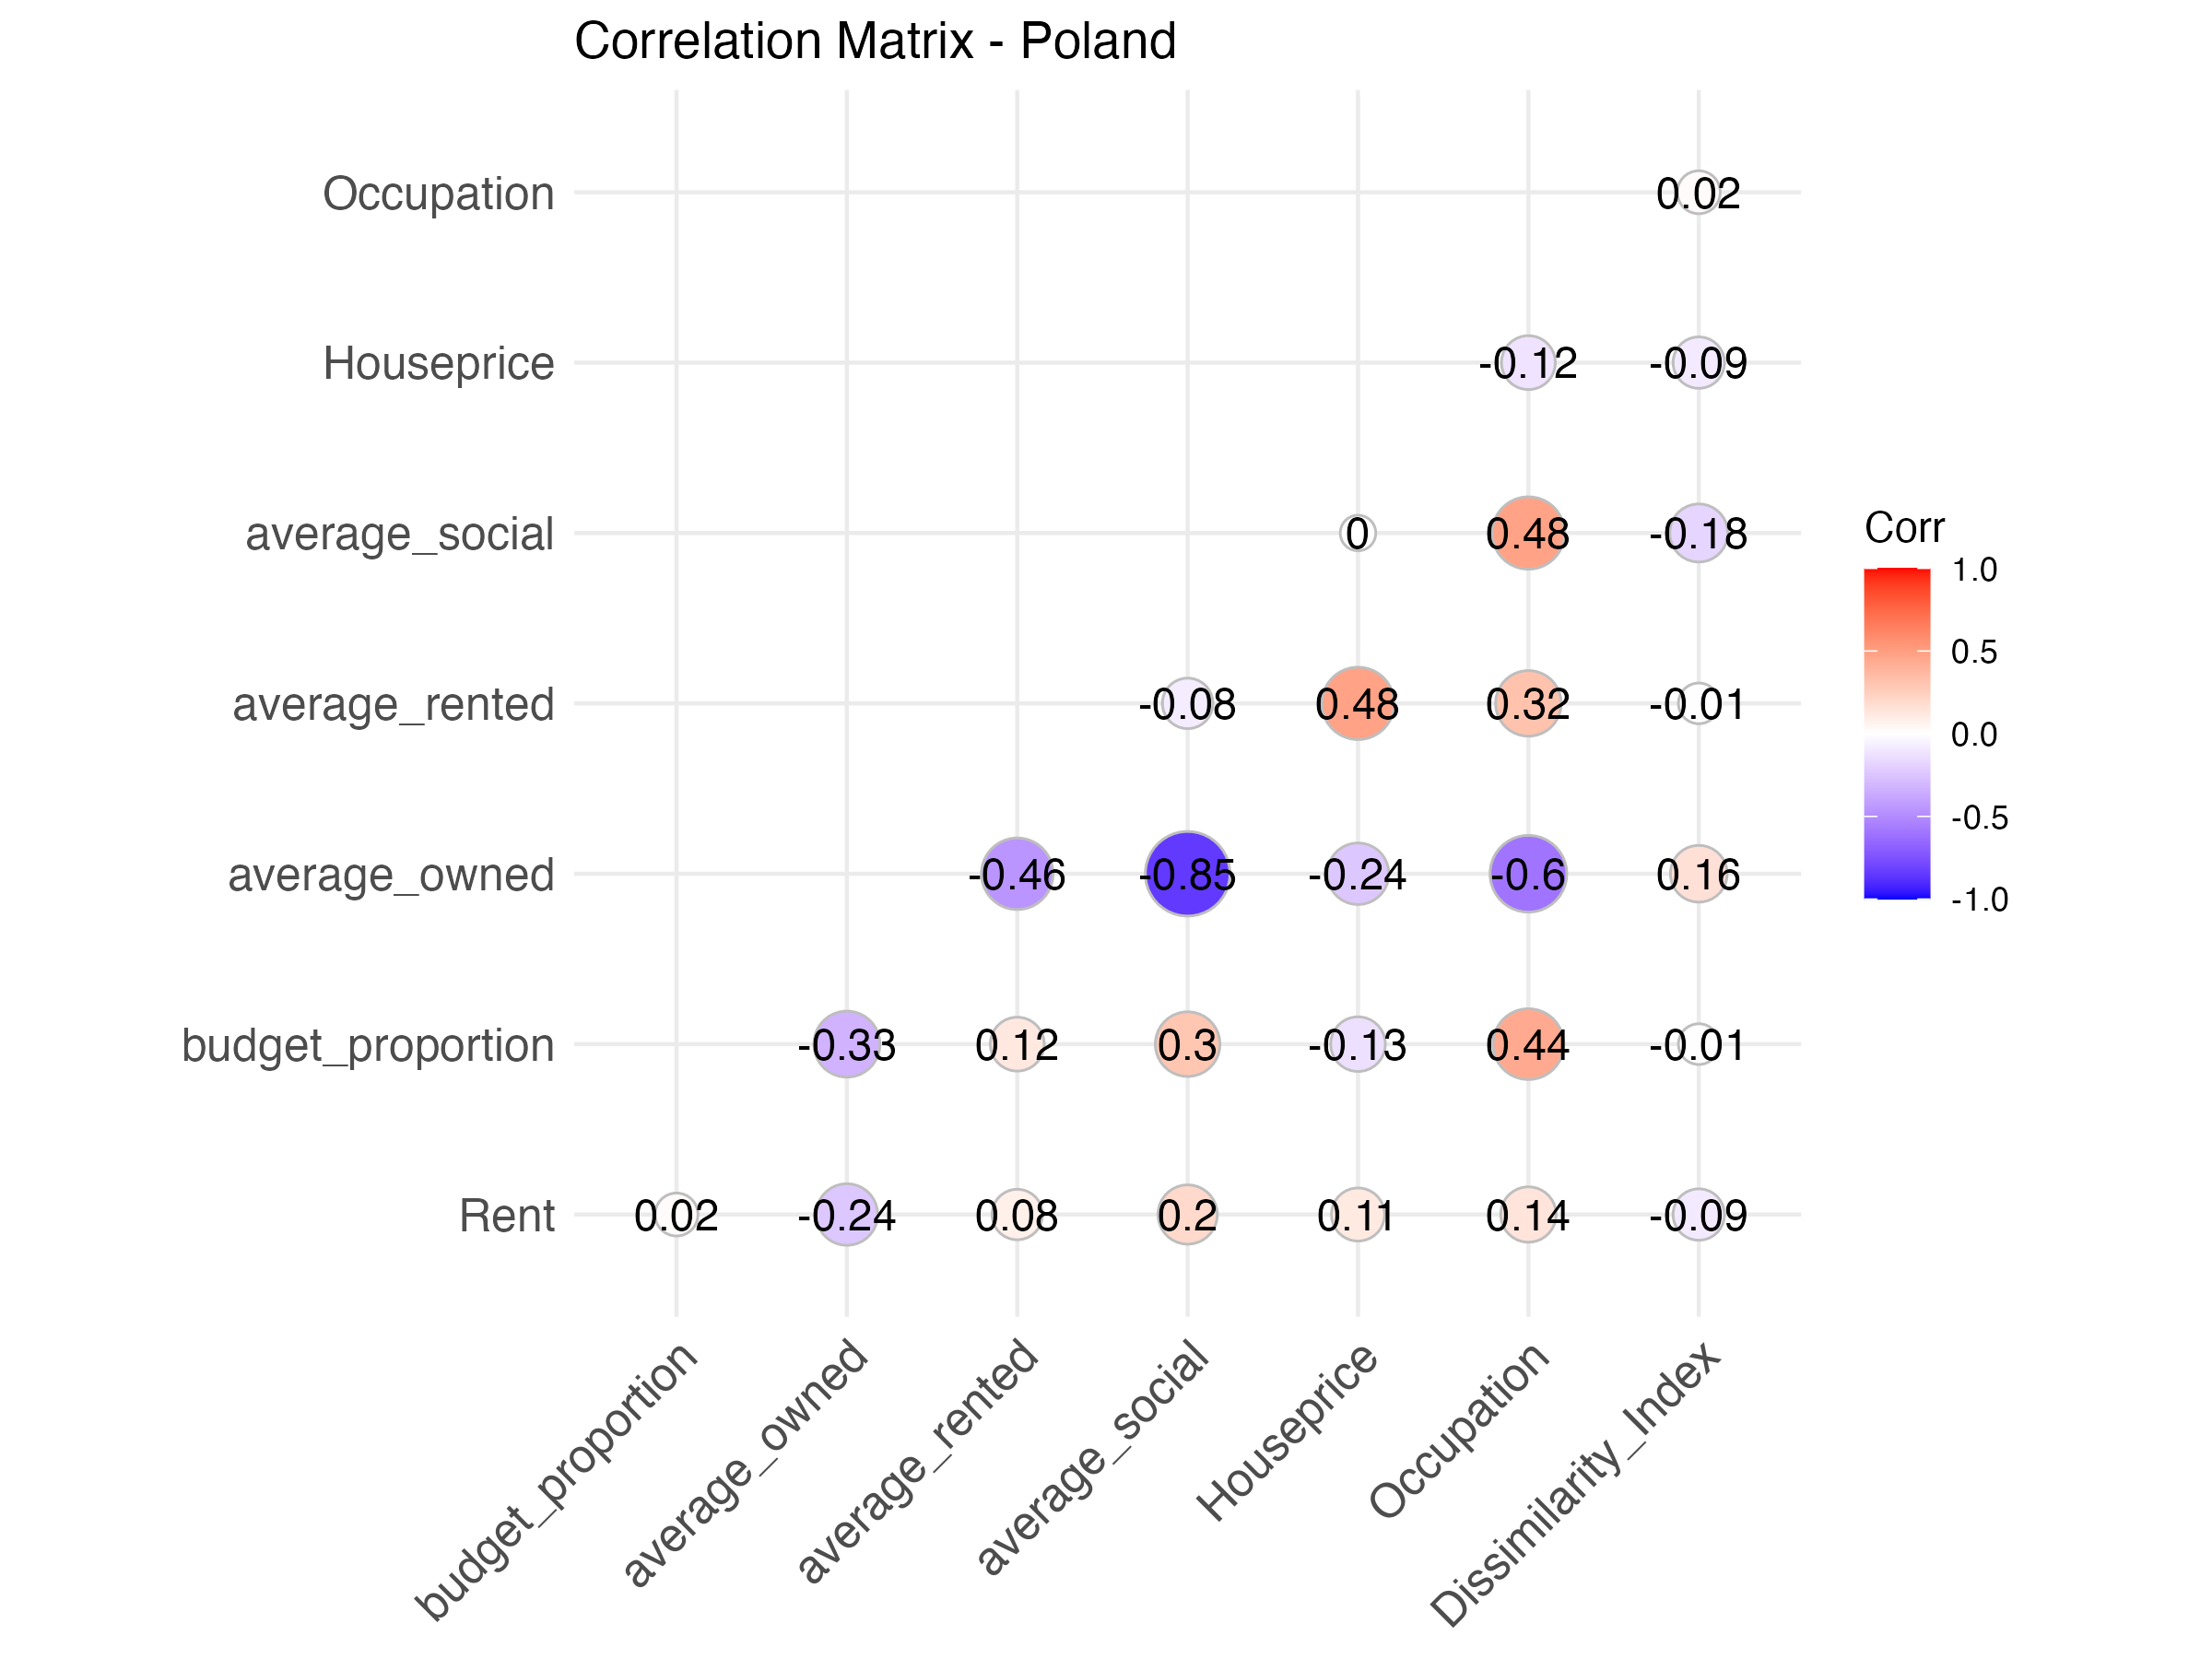 Correlation Matrix - Poland
Occupation 0.02
Houseprice -0.12 -0.09
average_social 0 0.48 -0.18
average_rented -0.08 0.48 0.32 -0.01
average_owned -0.46 -0.85 -0.24 -0.6 0.16
budget_proportion -0.33 0.12 0.3 -0.13 0.44 -0.01
Rent 0.02 -0.24 0.08 0.2 0.11 0.14 -0.09
budget_proportion
average_owned
average_rented
average_social
Houseprice
Occupation
Dissimilarity_Index
Corr
1.0
0.5
0.0
-0.5
-1.0